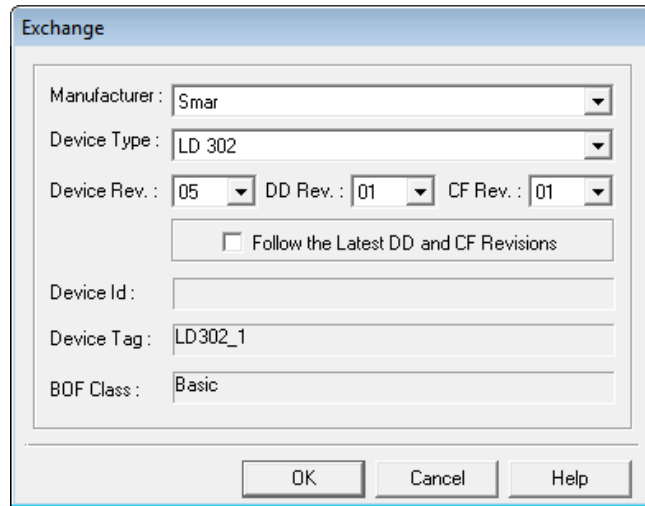 Exchange
Manufacturer : Smar
Device Type : LD 302
Device Rev. : 05 DD Rev. : 01 CF Rev. : 01
Follow the Latest DD and CF Revisions
Device Id :
Device Tag : LD302_1
BOF Class : Basic
OK Cancel Help